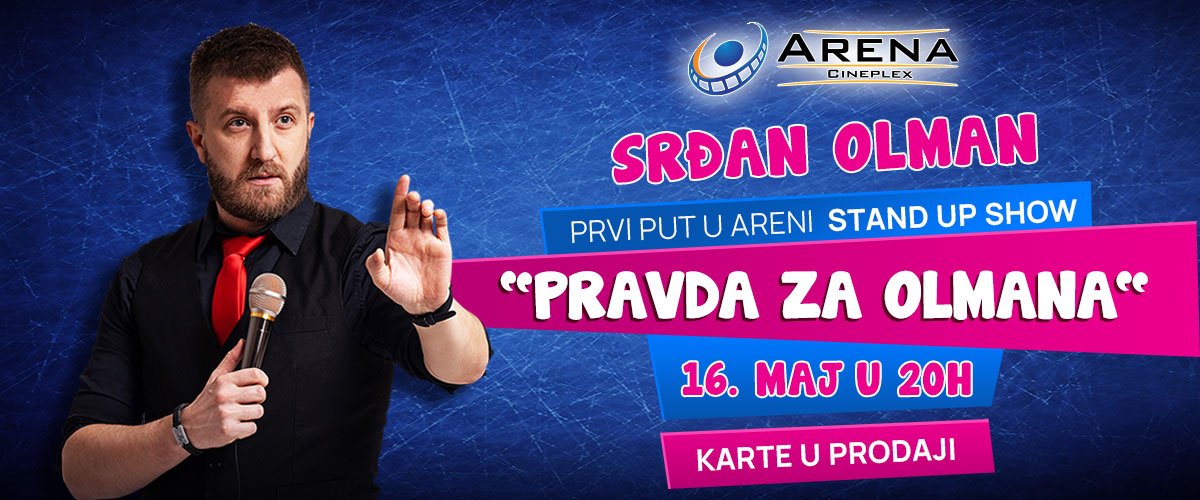 ARENA
CINEPLEX
SRĐAN OLMAN
PRVI PUT U ARENI STAND UP SHOW
“PRAVDA ZA OLMANA“
16. MAJ U 20H
KARTE U PRODAJI